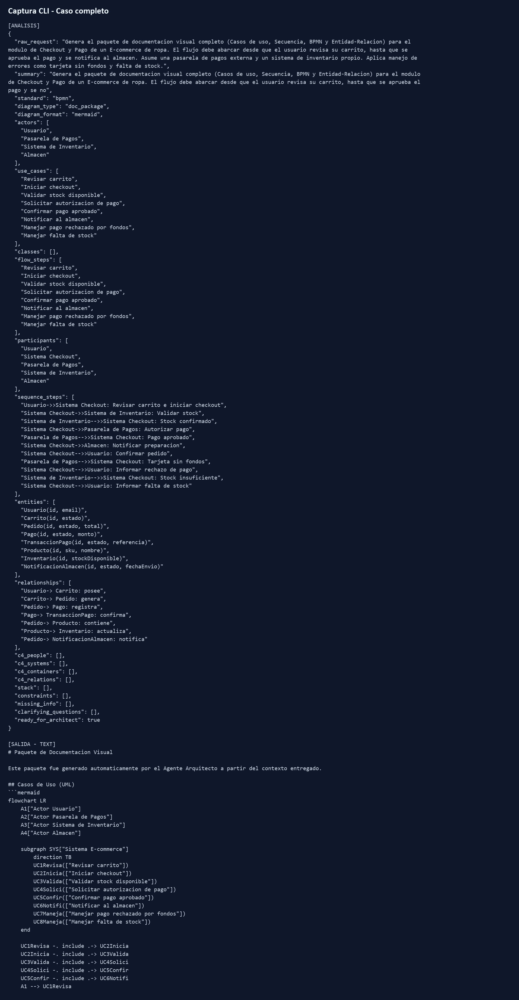 Captura CLI - Caso completo
[ANALISIS]
{
  "raw_request": "Genera el paquete de documentacion visual completo (Casos de uso, Secuencia, BPMN y Entidad-Relacion) para el
modulo de Checkout y Pago de un E-commerce de ropa. El flujo debe abarcar desde que el usuario revisa su carrito, hasta que se
aprueba el pago y se notifica al almacen. Asume una pasarela de pagos externa y un sistema de inventario propio. Aplica manejo de
errores como tarjeta sin fondos y falta de stock.",
  "summary": "Genera el paquete de documentacion visual completo (Casos de uso, Secuencia, BPMN y Entidad-Relacion) para el modulo
de Checkout y Pago de un E-commerce de ropa. El flujo debe abarcar desde que el usuario revisa su carrito, hasta que se aprueba el
pago y se no",
  "standard": "bpmn",
  "diagram_type": "doc_package",
  "diagram_format": "mermaid",
  "actors": [
    "Usuario",
    "Pasarela de Pagos",
    "Sistema de Inventario",
    "Almacen"
  ],
  "use_cases": [
    "Revisar carrito",
    "Iniciar checkout",
    "Validar stock disponible",
    "Solicitar autorizacion de pago",
    "Confirmar pago aprobado",
    "Notificar al almacen",
    "Manejar pago rechazado por fondos",
    "Manejar falta de stock"
  ],
  "classes": [],
  "flow_steps": [
    "Revisar carrito",
    "Iniciar checkout",
    "Validar stock disponible",
    "Solicitar autorizacion de pago",
    "Confirmar pago aprobado",
    "Notificar al almacen",
    "Manejar pago rechazado por fondos",
    "Manejar falta de stock"
  ],
  "participants": [
    "Usuario",
    "Sistema Checkout",
    "Pasarela de Pagos",
    "Sistema de Inventario",
    "Almacen"
  ],
  "sequence_steps": [
    "Usuario->>Sistema Checkout: Revisar carrito e iniciar checkout",
    "Sistema Checkout->>Sistema de Inventario: Validar stock",
    "Sistema de Inventario-->>Sistema Checkout: Stock confirmado",
    "Sistema Checkout->>Pasarela de Pagos: Autorizar pago",
    "Pasarela de Pagos-->>Sistema Checkout: Pago aprobado",
    "Sistema Checkout->>Almacen: Notificar preparacion",
    "Sistema Checkout-->>Usuario: Confirmar pedido",
    "Pasarela de Pagos-->>Sistema Checkout: Tarjeta sin fondos",
    "Sistema Checkout-->>Usuario: Informar rechazo de pago",
    "Sistema de Inventario-->>Sistema Checkout: Stock insuficiente",
    "Sistema Checkout-->>Usuario: Informar falta de stock"
  ],
  "entities": [
    "Usuario(id, email)",
    "Carrito(id, estado)",
    "Pedido(id, estado, total)",
    "Pago(id, estado, monto)",
    "TransaccionPago(id, estado, referencia)",
    "Producto(id, sku, nombre)",
    "Inventario(id, stockDisponible)",
    "NotificacionAlmacen(id, estado, fechaEnvio)"
  ],
  "relationships": [
    "Usuario-> Carrito: posee",
    "Carrito-> Pedido: genera",
    "Pedido-> Pago: registra",
    "Pago-> TransaccionPago: confirma",
    "Pedido-> Producto: contiene",
    "Producto-> Inventario: actualiza",
    "Pedido-> NotificacionAlmacen: notifica"
  ],
  "c4_people": [],
  "c4_systems": [],
  "c4_containers": [],
  "c4_relations": [],
  "stack": [],
  "constraints": [],
  "missing_info": [],
  "clarifying_questions": [],
  "ready_for_architect": true
}

[SALIDA - TEXT]
# Paquete de Documentacion Visual

Este paquete fue generado automaticamente por el Agente Arquitecto a partir del contexto entregado.

## Casos de Uso (UML)
```mermaid
flowchart LR
    A1["Actor Usuario"]
    A2["Actor Pasarela de Pagos"]
    A3["Actor Sistema de Inventario"]
    A4["Actor Almacen"]

    subgraph SYS["Sistema E-commerce"]
        direction TB
        UC1Revisa(["Revisar carrito"])
        UC2Inicia(["Iniciar checkout"])
        UC3Valida(["Validar stock disponible"])
        UC4Solici(["Solicitar autorizacion de pago"])
        UC5Confir(["Confirmar pago aprobado"])
        UC6Notifi(["Notificar al almacen"])
        UC7Maneja(["Manejar pago rechazado por fondos"])
        UC8Maneja(["Manejar falta de stock"])
    end

    UC1Revisa -. include .-> UC2Inicia
    UC2Inicia -. include .-> UC3Valida
    UC3Valida -. include .-> UC4Solici
    UC4Solici -. include .-> UC5Confir
    UC5Confir -. include .-> UC6Notifi
    A1 --> UC1Revisa